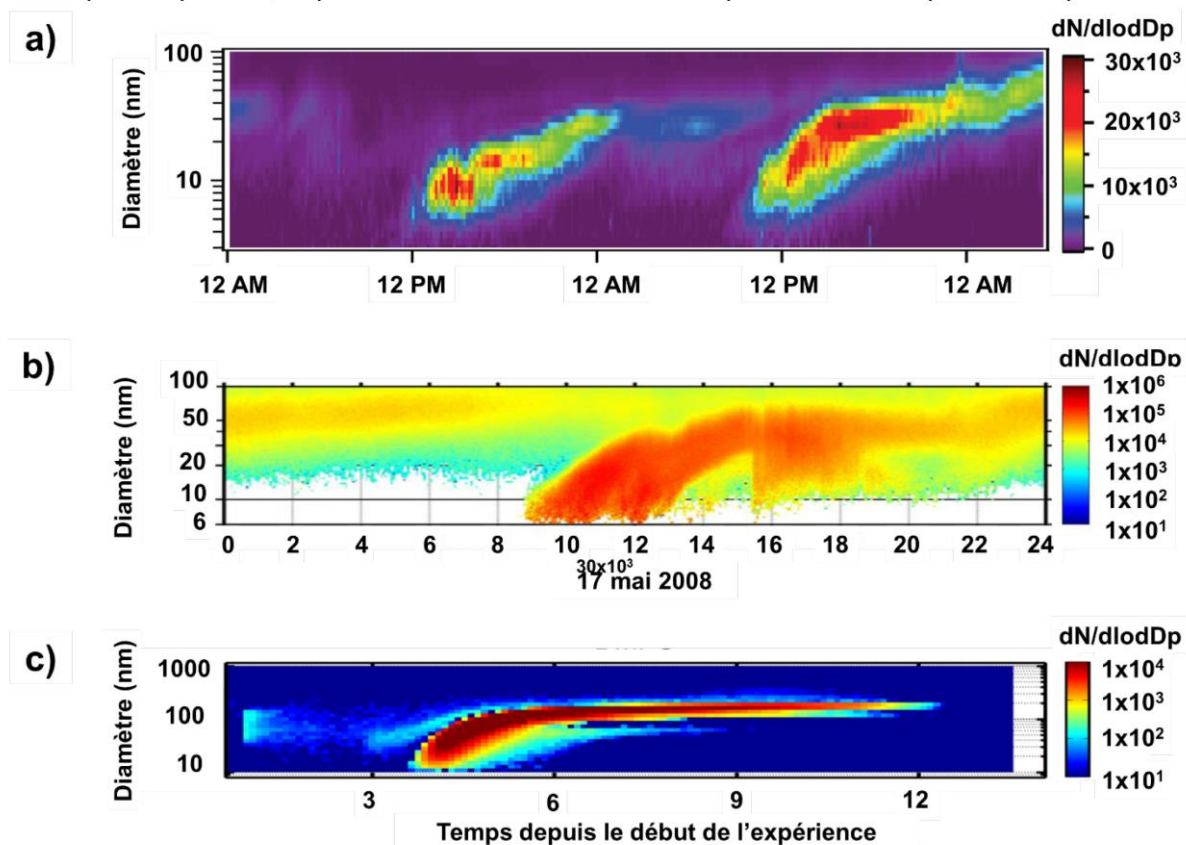 a)
dN/dlodDp
Diamètre (nm)
100
10
30x10³
20x10³
10x10³
0
12 AM
12 PM
12 AM
12 PM
12 AM
b)
dN/dlodDp
Diamètre (nm)
100
50
20
10
6
1x10⁶
1x10⁵
1x10⁴
1x10³
1x10²
1x10¹
0 2 4 6 8 10 12 14 16 18 20 22 24
30x10³
17 mai 2008
c)
dN/dlodDp
Diamètre (nm)
1000
100
10
1x10⁴
1x10³
1x10²
1x10¹
3 6 9 12
Temps depuis le début de l'expérience